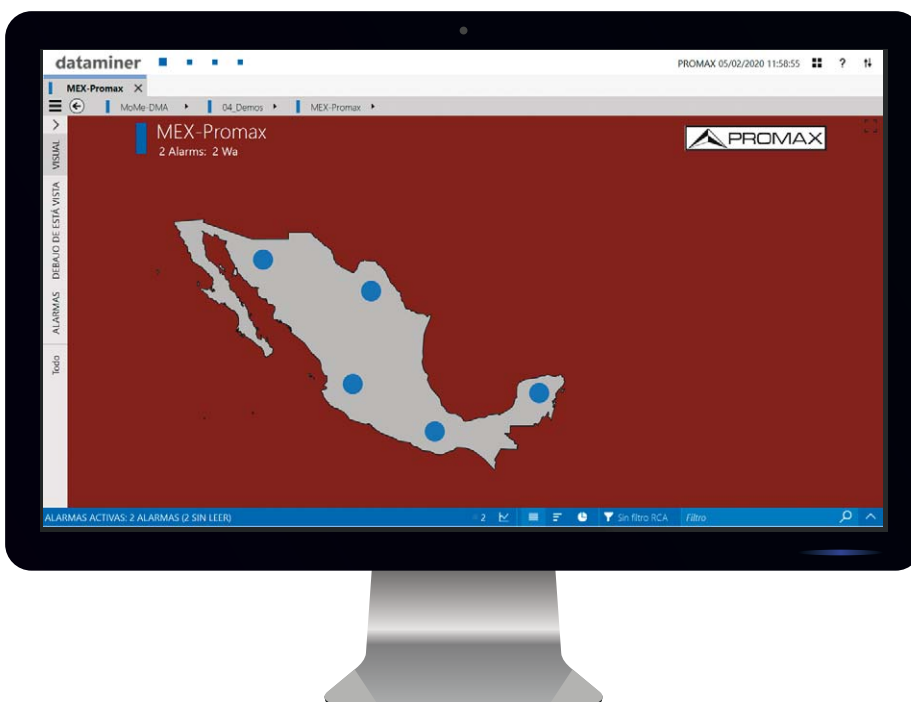 dataminer
PROMAX 05/02/2020 11:58:55 ?
MEX-Promax X
MoMe-DMA 04_Demos MEX-Promax
MEX-Promax
2 Alarms: 2 Wa
PROMAX
VISUAL
DEBAJO DE ESTÁ VISTA
ALARMAS
Todo
ALARMAS ACTIVAS: 2 ALARMAS (2 SIN LEER) 2 Sin filtro RCA Filtro